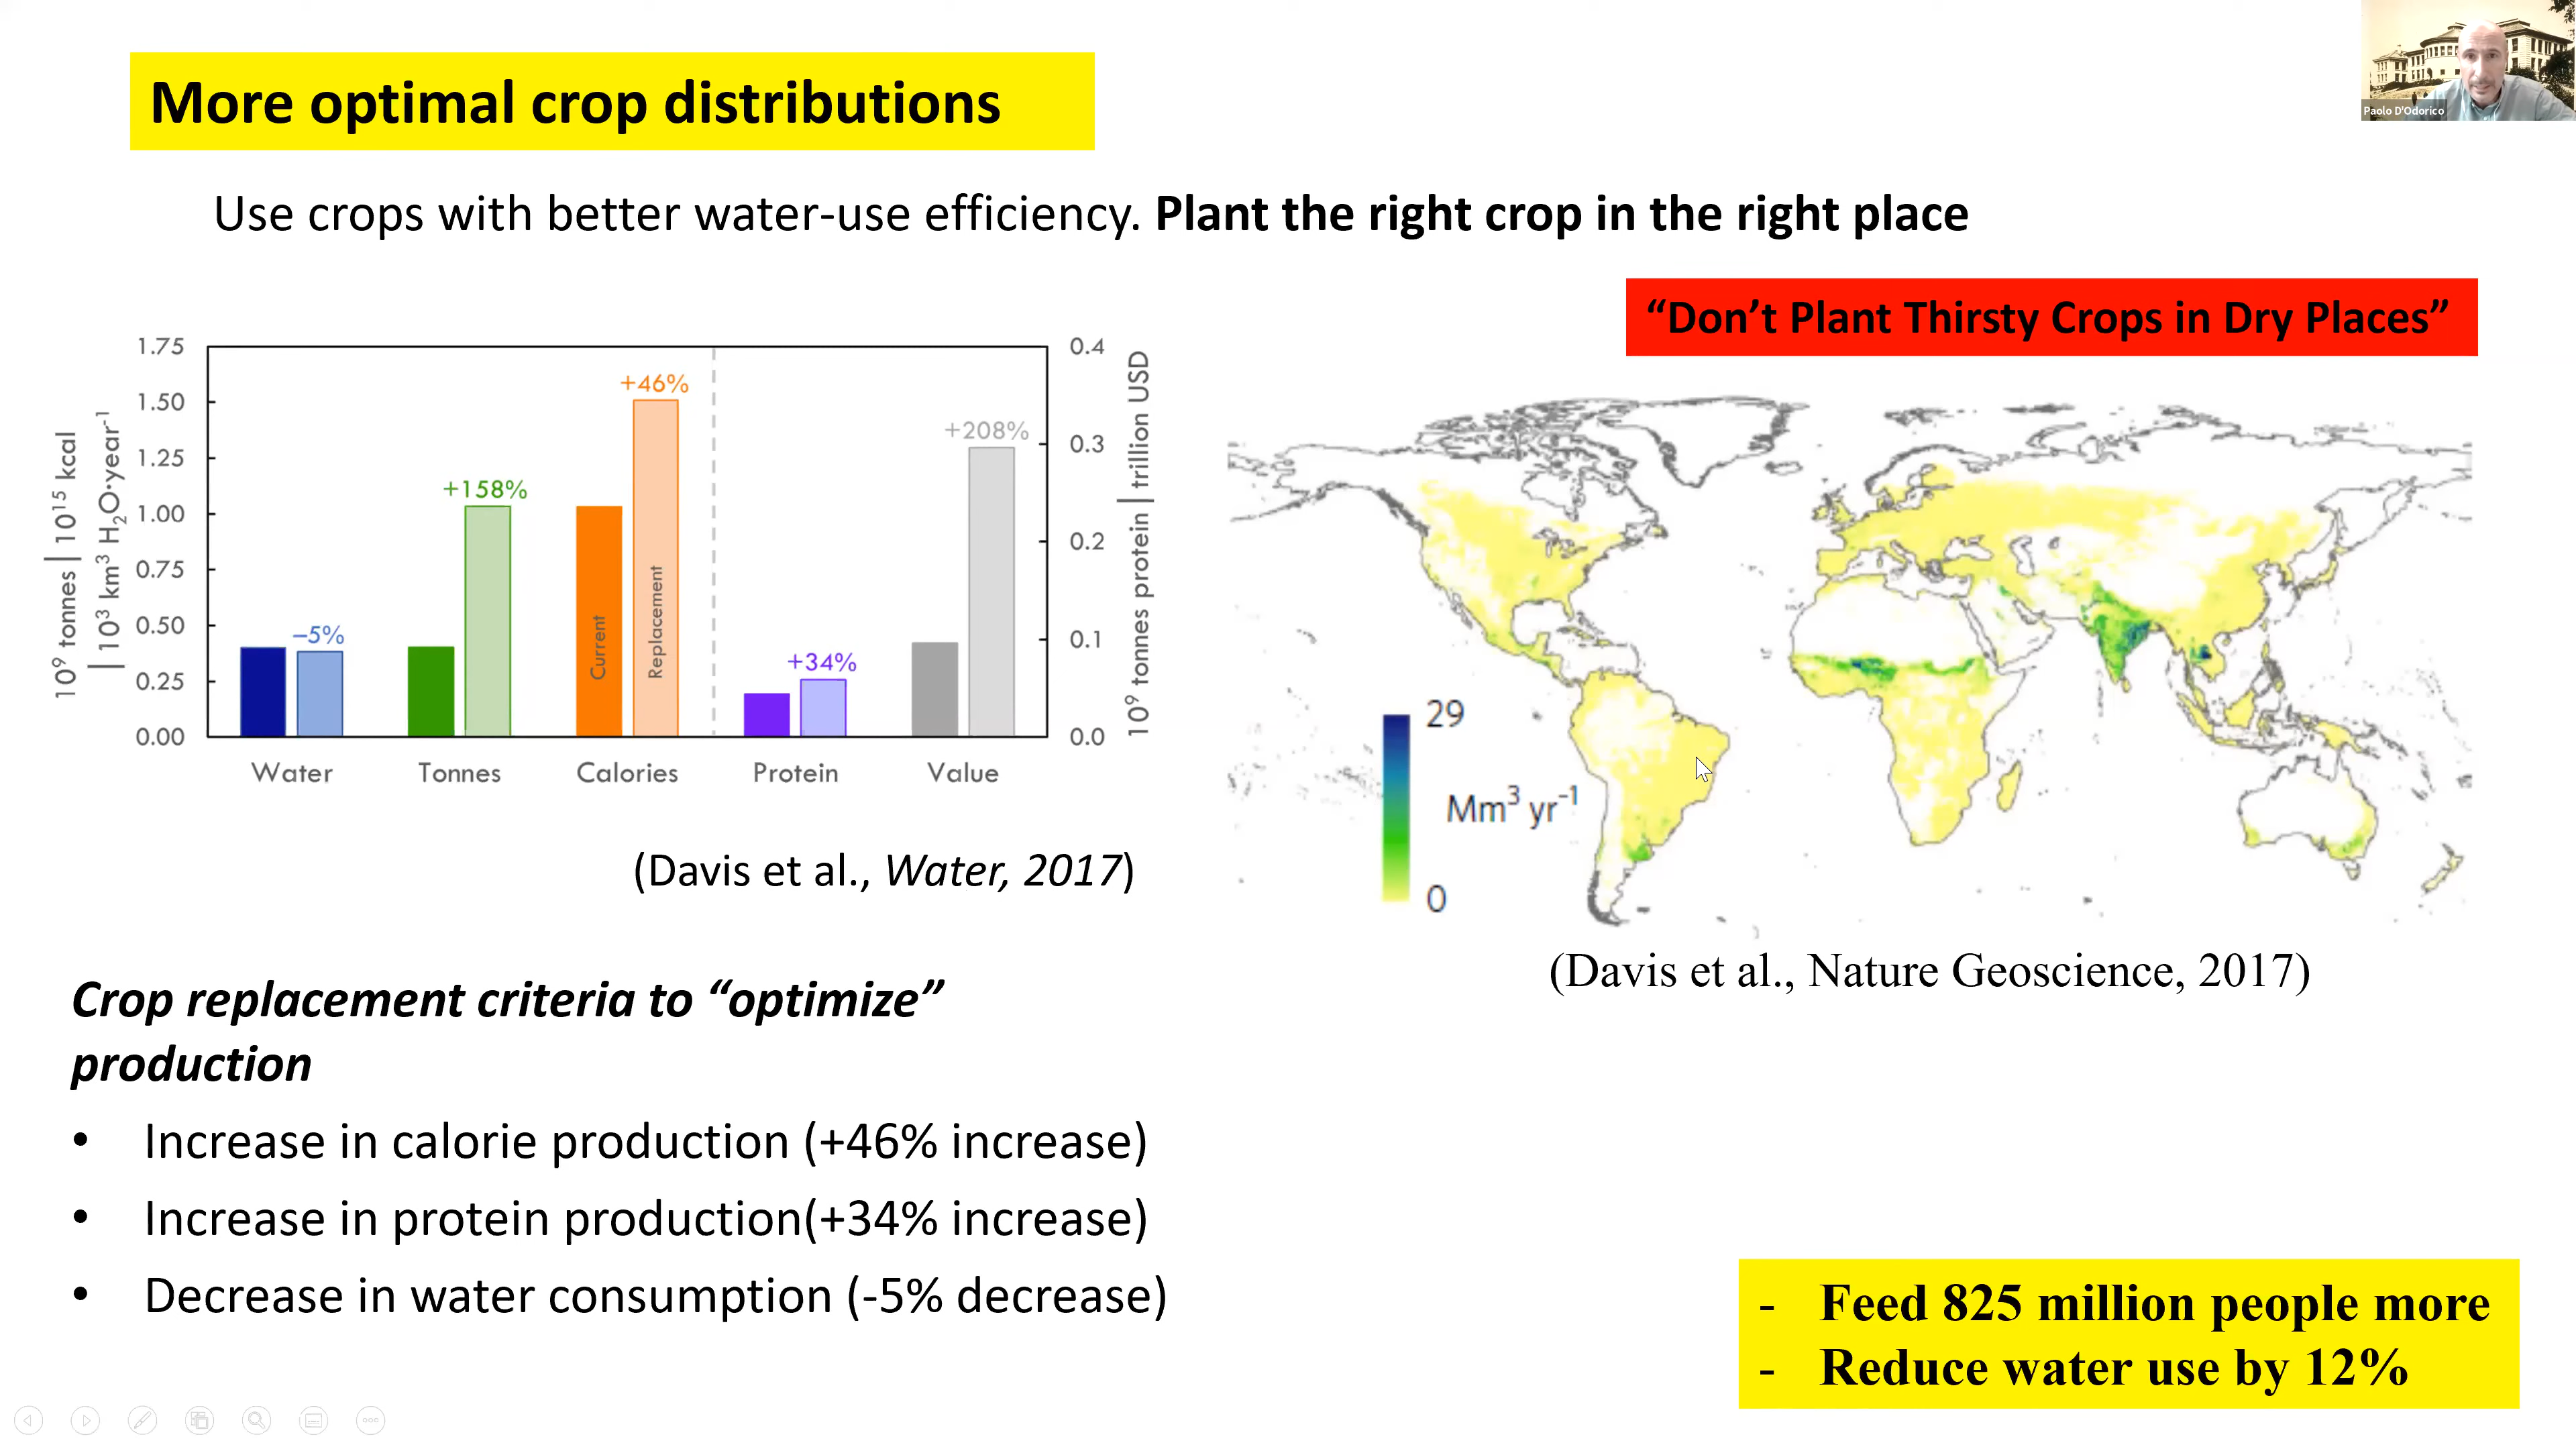 More optimal crop distributions
Paolo D'Odorico
Use crops with better water-use efficiency. Plant the right crop in the right place
“Don’t Plant Thirsty Crops in Dry Places”
10⁹ tonnes | 10¹⁵ kcal
| 10³ km³ H₂O·year⁻¹
1.75
1.50
1.25
1.00
0.75
0.50
0.25
0.00
–5%
+158%
+46%
+34%
+208%
Current
Replacement
Water
Tonnes
Calories
Protein
Value
0.4
0.3
0.2
0.1
0.0
10⁹ tonnes protein | trillion USD
(Davis et al., Water, 2017)
29
Mm³ yr⁻¹
0
(Davis et al., Nature Geoscience, 2017)
Crop replacement criteria to “optimize”
production
• Increase in calorie production (+46% increase)
• Increase in protein production(+34% increase)
• Decrease in water consumption (-5% decrease)
- Feed 825 million people more
- Reduce water use by 12%